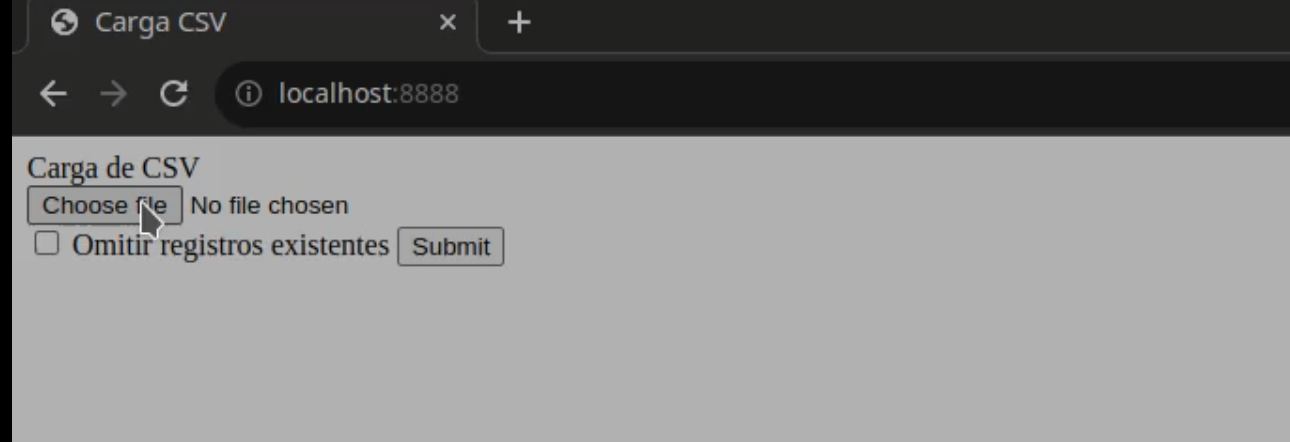 Carga CSV
localhost:8888
Carga de CSV
Choose file No file chosen
Omitir registros existentes Submit